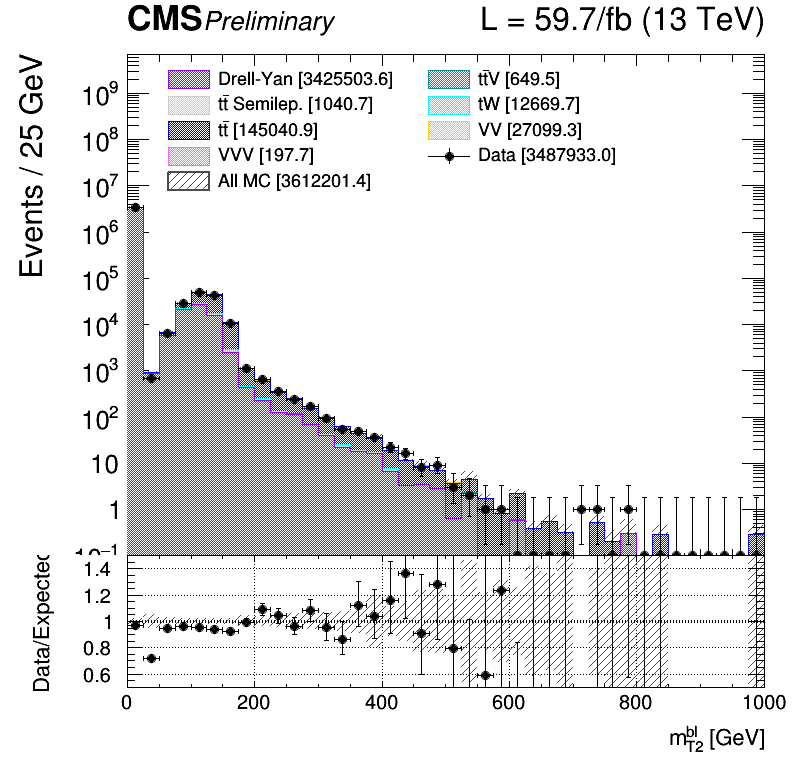 CMS Preliminary L = 59.7/fb (13 TeV)
Events / 25 GeV
Drell-Yan [3425503.6]
tt̄ Semilep. [1040.7]
tt̄ [145040.9]
VVV [197.7]
All MC [3612201.4]
tt̄V [649.5]
tW [12669.7]
VV [27099.3]
Data [3487933.0]
10⁹
10⁸
10⁷
10⁶
10⁵
10⁴
10³
10²
10
1
10⁻¹
Data/Expected
1.4
1.2
1
0.8
0.6
0 200 400 600 800 1000
m_T2^bl [GeV]